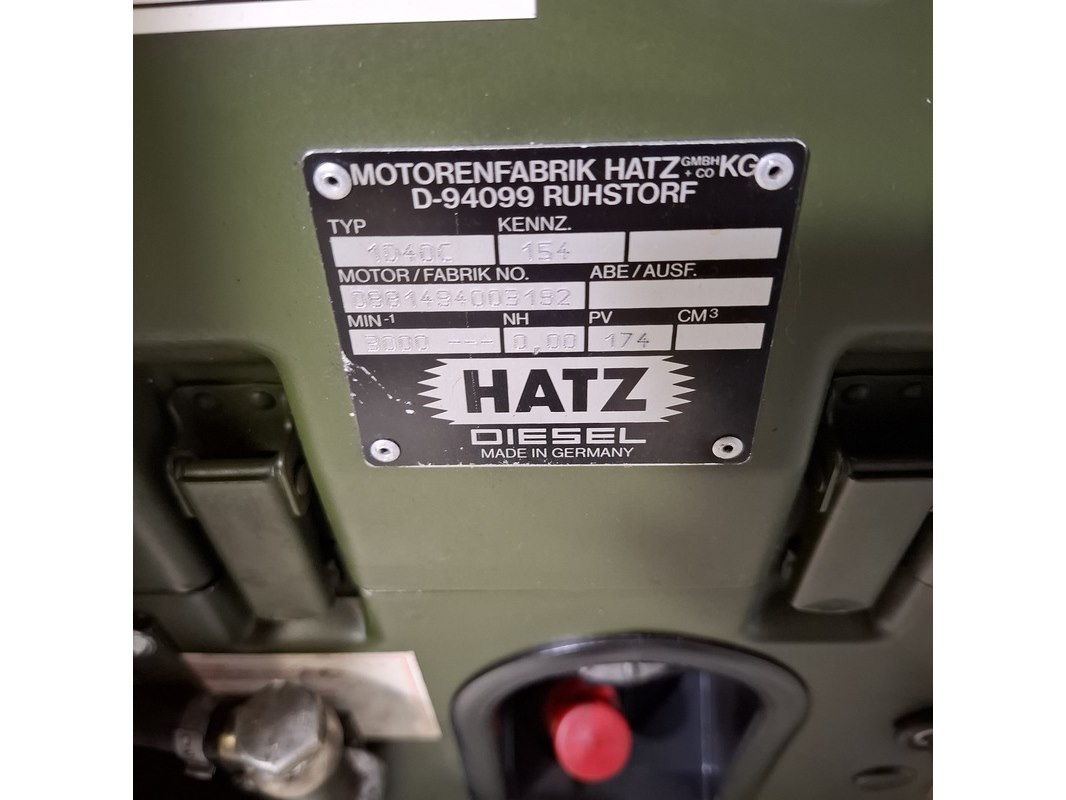 MOTORENFABRIK HATZ GMBH + CO KG
D-94099 RUHSTORF
TYP KENNZ.
1D40C 154
MOTOR/FABRIK NO. ABE/AUSF.
0981494003192
MIN-1 NH PV CM3
3000 --- 0,00 174
HATZ
DIESEL
MADE IN GERMANY